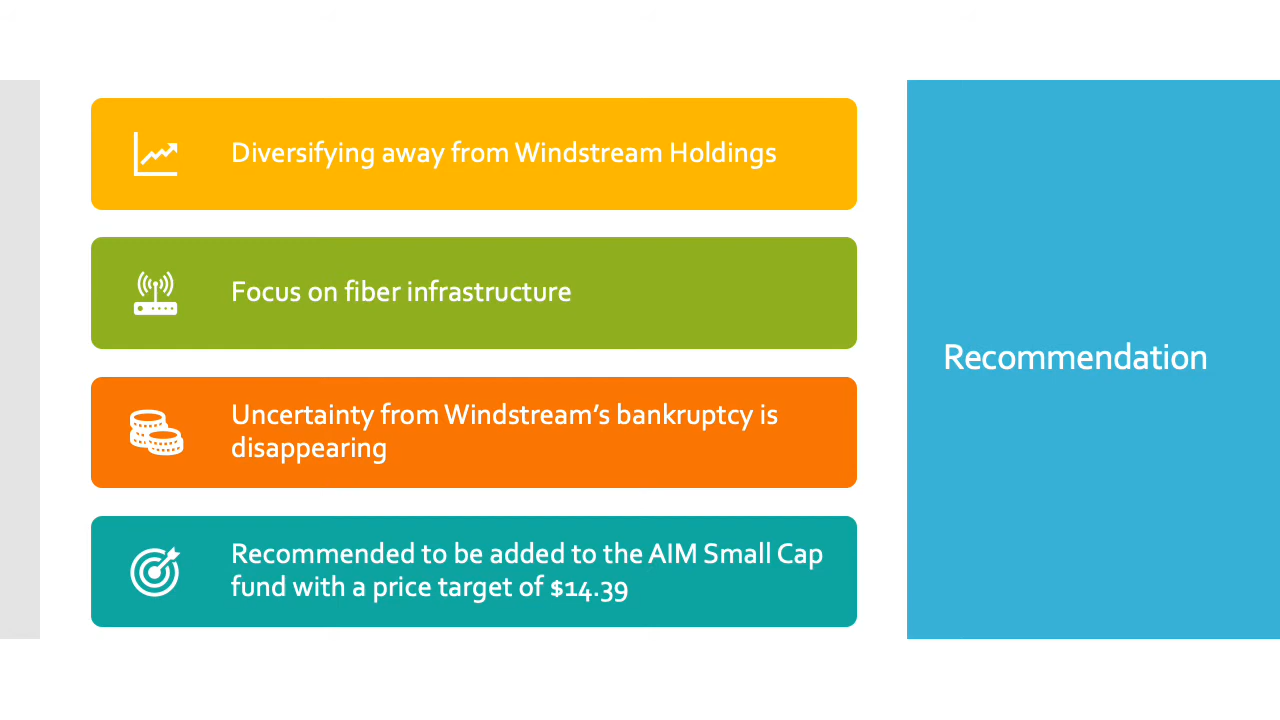 Diversifying away from Windstream Holdings
Focus on fiber infrastructure
Uncertainty from Windstream‘s bankruptcy is
disappearing
Recommended to be added to the AIM Small Cap
fund with a price target of $14.39
Recommendation